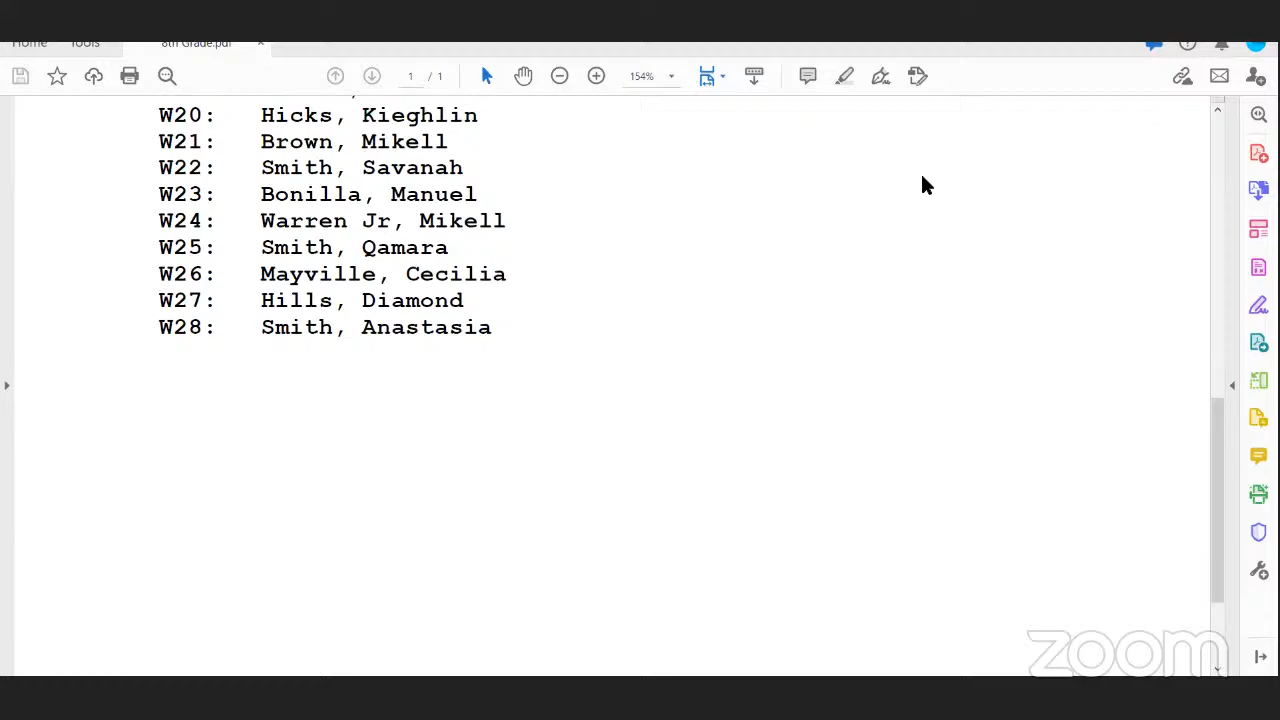 Home Tools 8th Grade.pdf ×
1 / 1 154%
W20: Hicks, Kieghlin
W21: Brown, Mikell
W22: Smith, Savanah
W23: Bonilla, Manuel
W24: Warren Jr, Mikell
W25: Smith, Qamara
W26: Mayville, Cecilia
W27: Hills, Diamond
W28: Smith, Anastasia
zoom